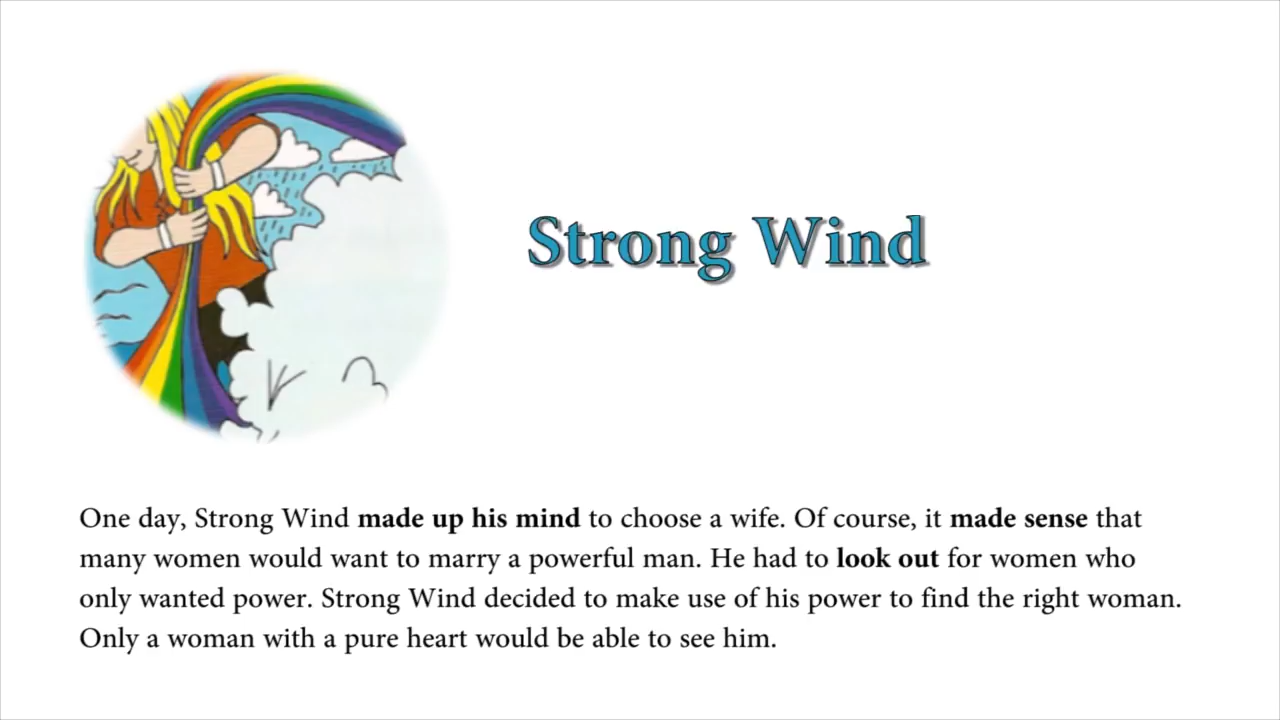 Strong Wind
One day, Strong Wind made up his mind to choose a wife. Of course, it made sense that
many women would want to marry a powerful man. He had to look out for women who
only wanted power. Strong Wind decided to make use of his power to find the right woman.
Only a woman with a pure heart would be able to see him.